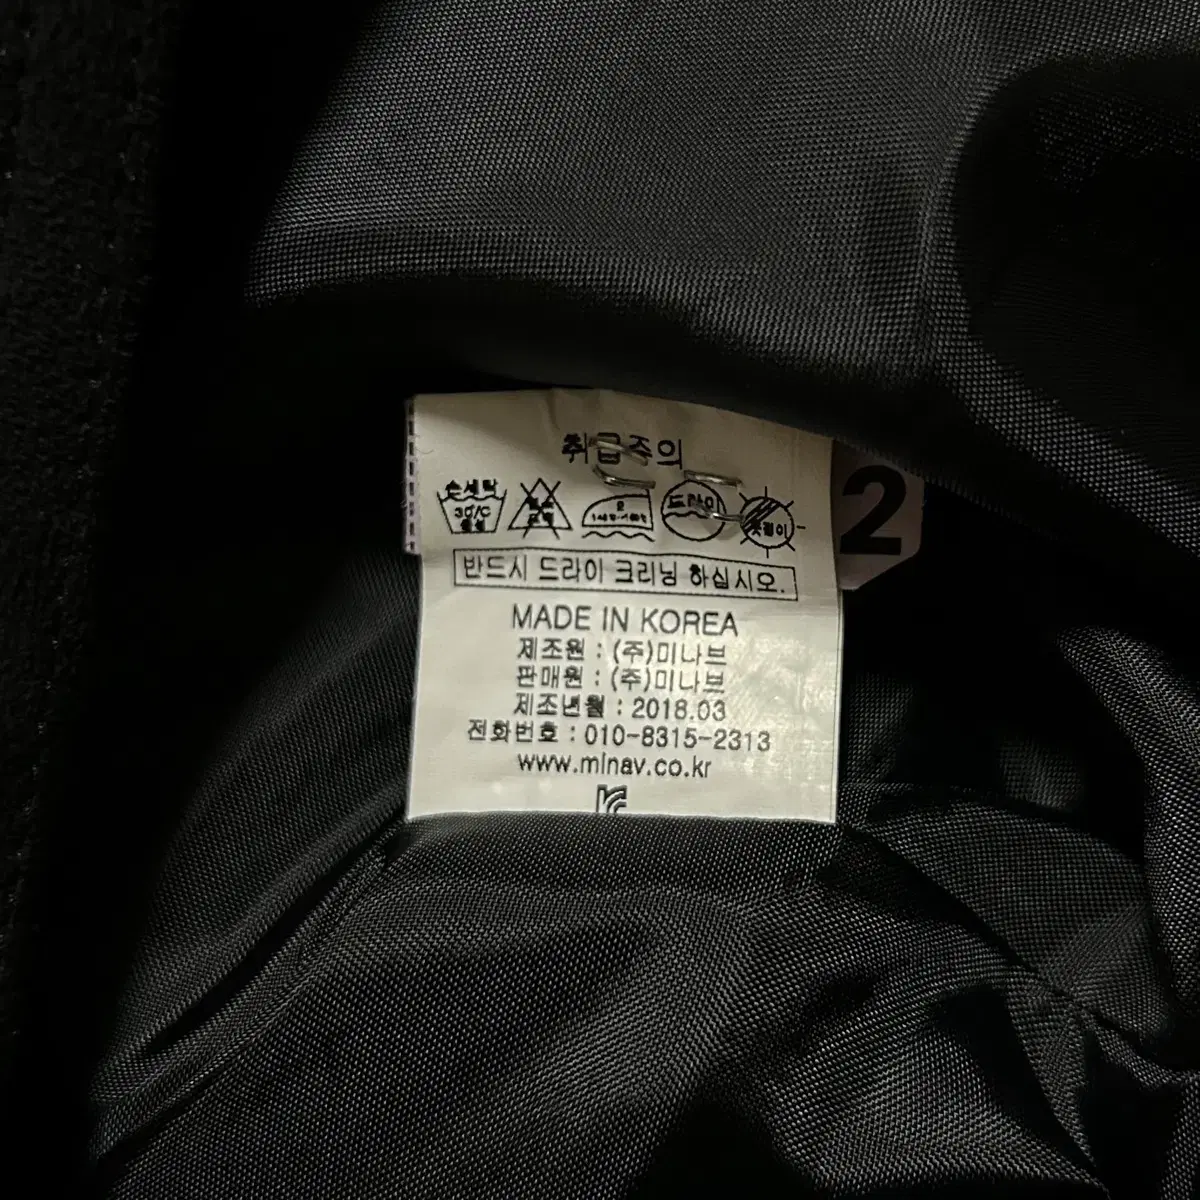 취급주의
손세탁
30°C
중성
드라이
옷걸이
2
반드시 드라이 크리닝 하십시오.
MADE IN KOREA
제조원 : (주)미나브
판매원 : (주)미나브
제조년월 : 2018.03
전화번호 : 010-8315-2313
www.minav.co.kr